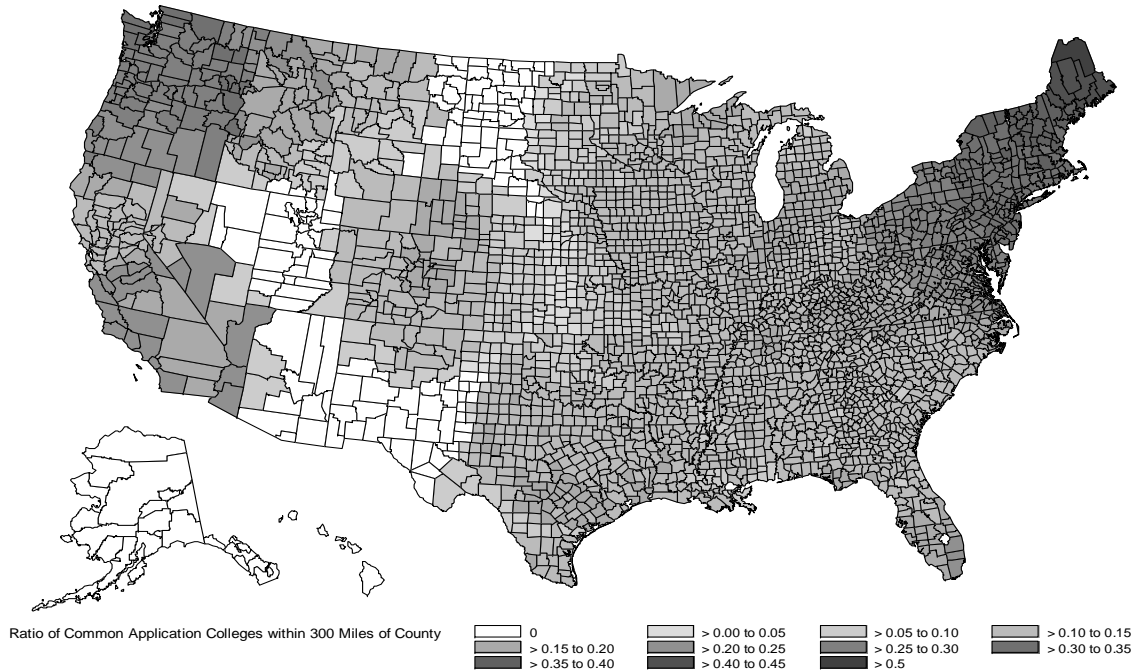 Ratio of Common Application Colleges within 300 Miles of County
0 > 0.00 to 0.05 > 0.05 to 0.10 > 0.10 to 0.15
> 0.15 to 0.20 > 0.20 to 0.25 > 0.25 to 0.30 > 0.30 to 0.35
> 0.35 to 0.40 > 0.40 to 0.45 > 0.5